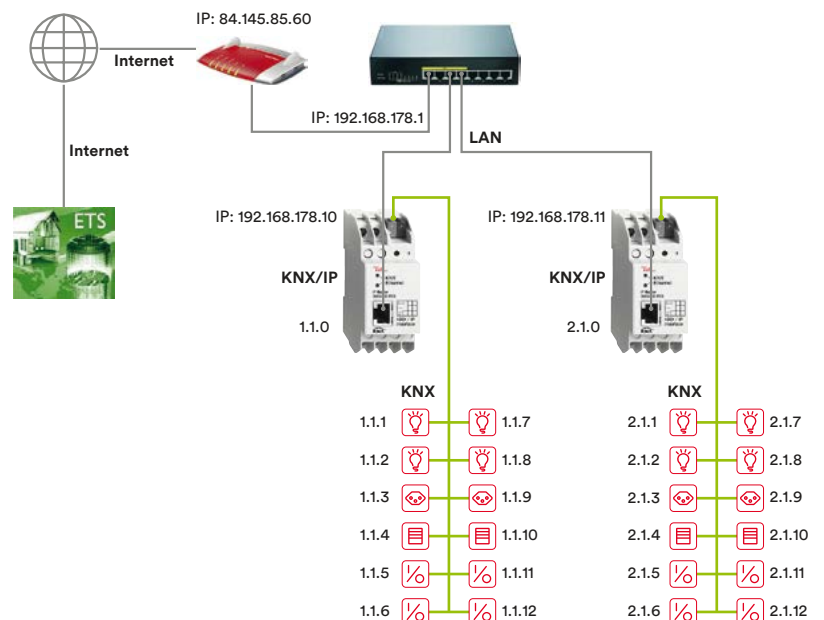 IP: 84.145.85.60
Internet
IP: 192.168.178.1
LAN
Internet
ETS
IP: 192.168.178.10
IP: 192.168.178.11
KNX/IP
KNX/IP
1.1.0
2.1.0
KNX
KNX
1.1.1 1.1.7
2.1.1 2.1.7
1.1.2 1.1.8
2.1.2 2.1.8
1.1.3 1.1.9
2.1.3 2.1.9
1.1.4 1.1.10
2.1.4 2.1.10
1.1.5 1.1.11
2.1.5 2.1.11
1.1.6 1.1.12
2.1.6 2.1.12